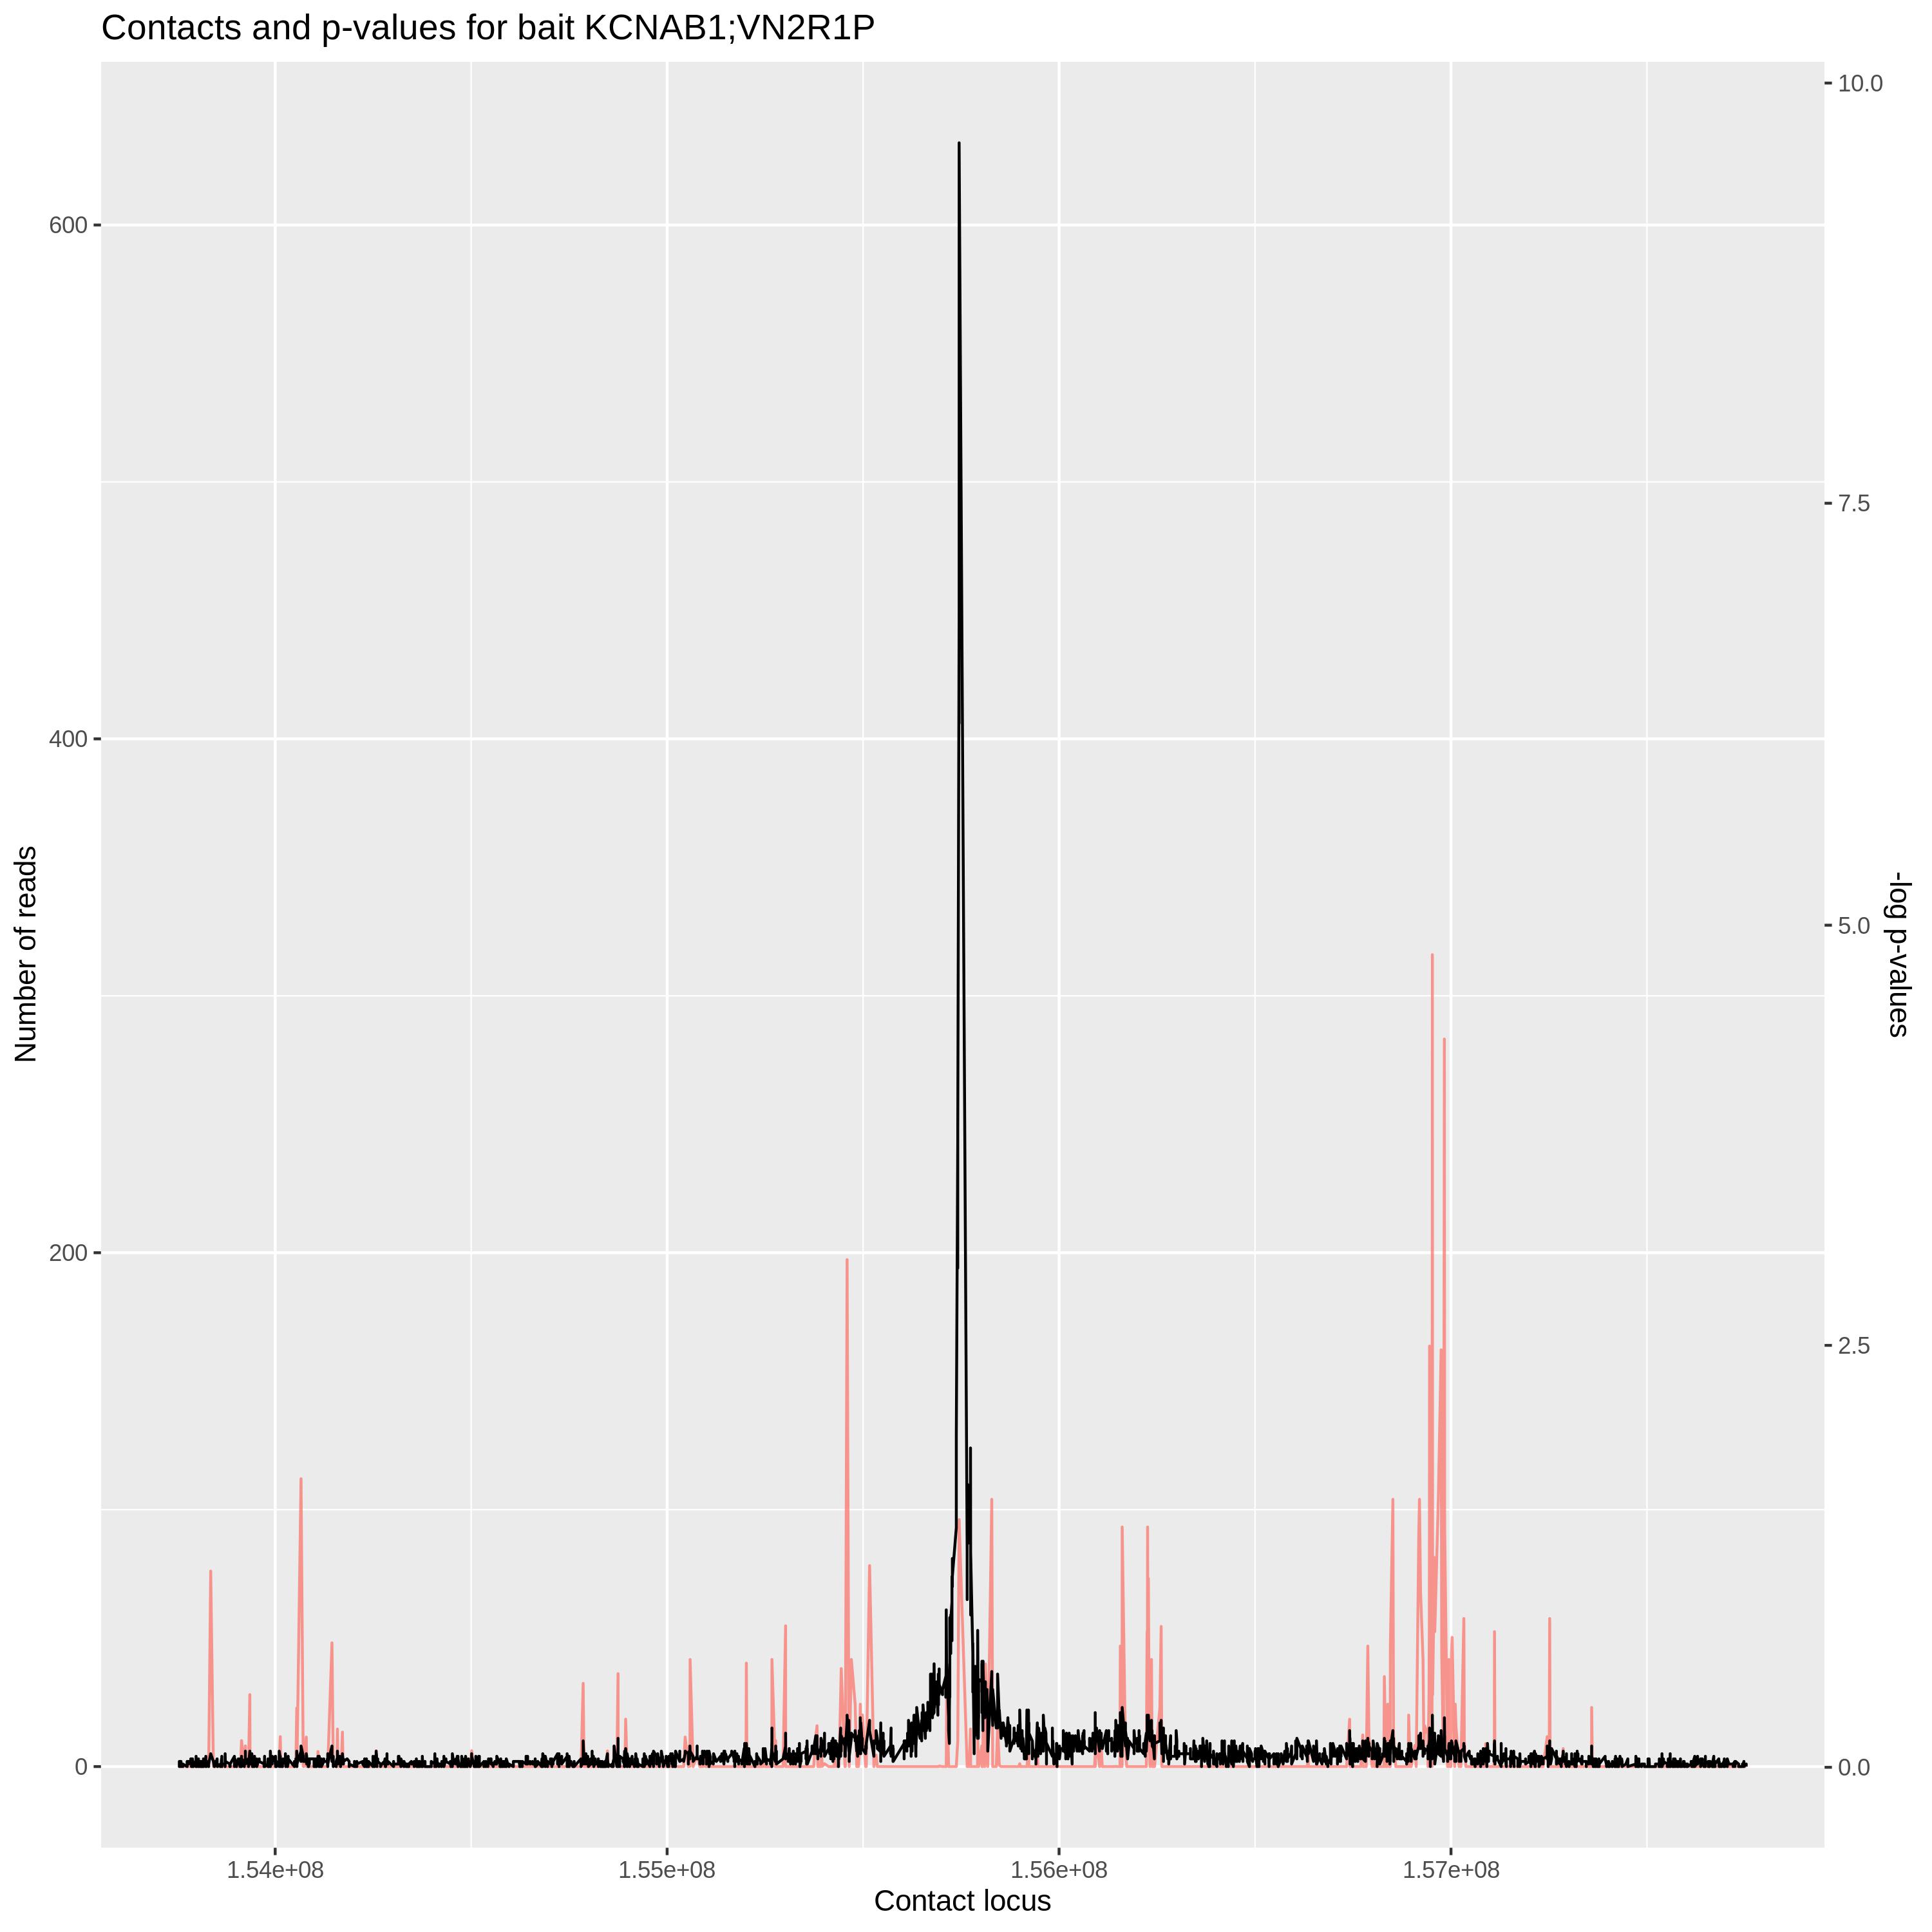 Contacts and p-values for bait KCNAB1;VN2R1P
10.0
600
7.5
400
5.0
Number of reads
-log p-values
200
2.5
0
0.0
1.54e+08
1.55e+08
1.56e+08
1.57e+08
Contact locus